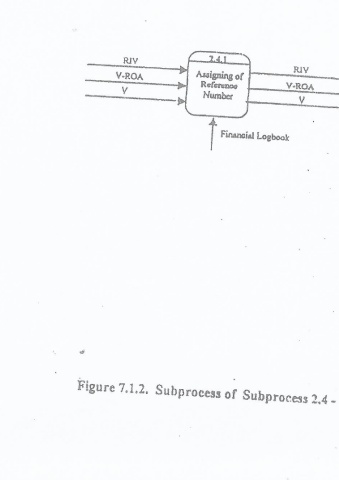 RIV
V-ROA
V
2.4.1
Assigning of
Reference
Number
RIV
V-ROA
V
Financial Logbook
Figure 7.1.2. Subprocess of Subprocess 2.4 -